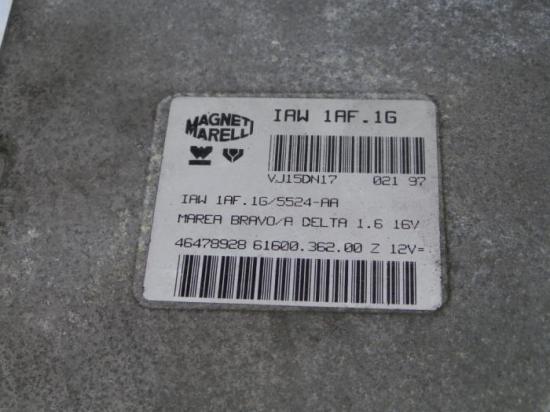 MAGNETI
MARELLI
IAW 1AF.1G
VJ15DN17 021 97
IAW 1AF.1G/5524-AA
MAREA BRAVO/A DELTA 1.6 16V
46478928 61600.362.00 Z 12V=